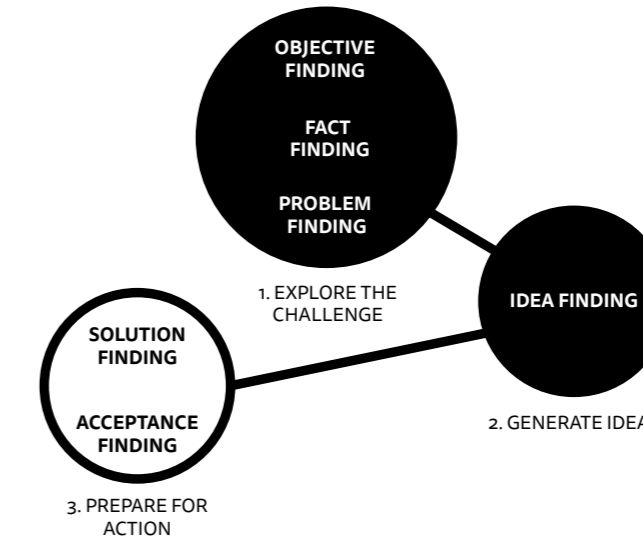 OBJECTIVE
FINDING
FACT
FINDING
PROBLEM
FINDING
1. EXPLORE THE
CHALLENGE
IDEA FINDING
2. GENERATE IDEA
SOLUTION
FINDING
ACCEPTANCE
FINDING
3. PREPARE FOR
ACTION